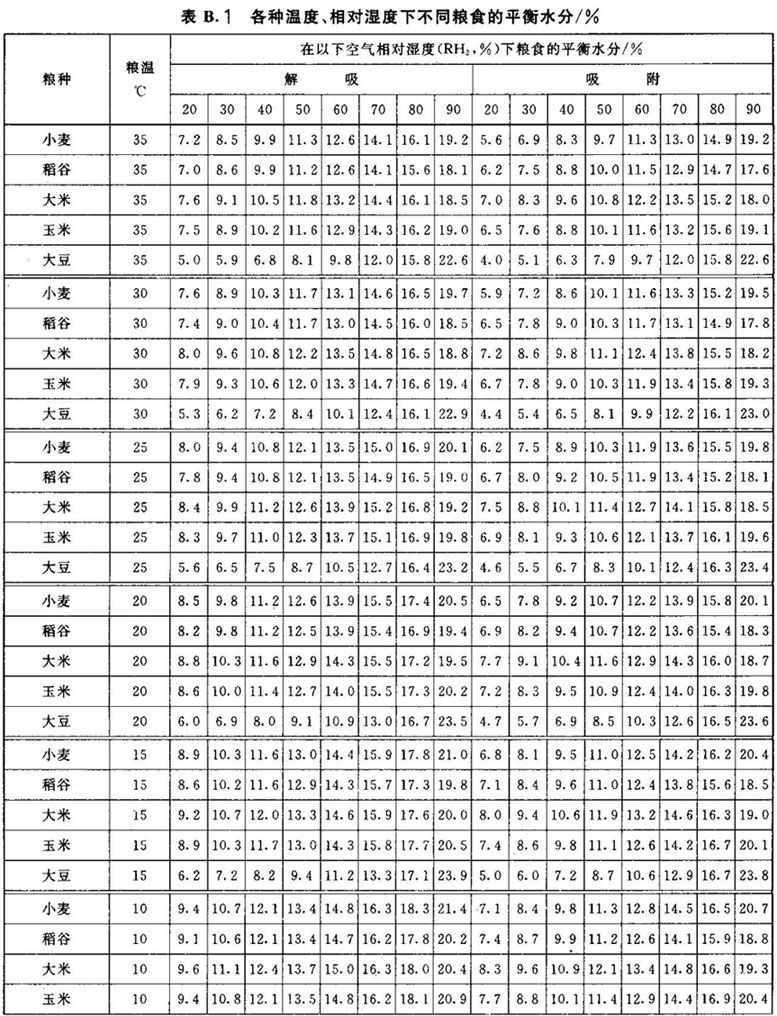 表 B.1 各种温度、相对湿度下不同粮食的平衡水分/%
粮种 粮温 ℃ 在以下空气相对湿度(RH₂,%)下粮食的平衡水分/%
解 吸 吸 附
20 30 40 50 60 70 80 90 20 30 40 50 60 70 80 90
小麦 35 7.2 8.5 9.9 11.3 12.6 14.1 16.1 19.2 5.6 6.9 8.3 9.7 11.3 13.0 14.9 19.2
稻谷 35 7.0 8.6 9.9 11.2 12.6 14.1 15.6 18.1 6.2 7.5 8.8 10.0 11.5 12.9 14.7 17.6
大米 35 7.6 9.1 10.5 11.8 13.2 14.4 16.1 18.5 7.0 8.3 9.6 10.8 12.2 13.5 15.2 18.0
玉米 35 7.5 8.9 10.2 11.6 12.9 14.3 16.2 19.0 6.5 7.6 8.8 10.1 11.6 13.2 15.6 19.1
大豆 35 5.0 5.9 6.8 8.1 9.8 12.0 15.8 22.6 4.0 5.1 6.3 7.9 9.7 12.0 15.8 22.6
小麦 30 7.6 8.9 10.3 11.7 13.1 14.6 16.5 19.7 5.9 7.2 8.6 10.1 11.6 13.3 15.2 19.5
稻谷 30 7.4 9.0 10.4 11.7 13.0 14.5 16.0 18.5 6.5 7.8 9.0 10.3 11.7 13.1 14.9 17.8
大米 30 8.0 9.6 10.8 12.2 13.5 14.8 16.5 18.8 7.2 8.6 9.8 11.1 12.4 13.8 15.5 18.2
玉米 30 7.9 9.3 10.6 12.0 13.3 14.7 16.6 19.4 6.7 7.8 9.0 10.3 11.9 13.4 15.8 19.3
大豆 30 5.3 6.2 7.2 8.4 10.1 12.4 16.1 22.9 4.4 5.4 6.5 8.1 9.9 12.2 16.1 23.0
小麦 25 8.0 9.4 10.8 12.1 13.5 15.0 16.9 20.1 6.2 7.5 8.9 10.3 11.9 13.6 15.5 19.8
稻谷 25 7.8 9.4 10.8 12.1 13.5 14.9 16.5 19.0 6.7 8.0 9.2 10.5 11.9 13.4 15.2 18.1
大米 25 8.4 9.9 11.2 12.6 13.9 15.2 16.8 19.2 7.5 8.8 10.1 11.4 12.7 14.1 15.8 18.5
玉米 25 8.3 9.7 11.0 12.3 13.7 15.1 16.9 19.8 6.9 8.1 9.3 10.6 12.1 13.7 16.1 19.6
大豆 25 5.6 6.5 7.5 8.7 10.5 12.7 16.4 23.2 4.6 5.5 6.7 8.3 10.1 12.4 16.3 23.4
小麦 20 8.5 9.8 11.2 12.6 13.9 15.5 17.4 20.5 6.5 7.8 9.2 10.7 12.2 13.9 15.8 20.1
稻谷 20 8.2 9.8 11.2 12.5 13.9 15.4 16.9 19.4 6.9 8.2 9.4 10.7 12.2 13.6 15.4 18.3
大米 20 8.8 10.3 11.6 12.9 14.3 15.5 17.2 19.5 7.7 9.1 10.4 11.6 12.9 14.3 16.0 18.7
玉米 20 8.6 10.0 11.4 12.7 14.0 15.5 17.3 20.2 7.2 8.3 9.5 10.9 12.4 14.0 16.3 19.8
大豆 20 6.0 6.9 8.0 9.1 10.9 13.0 16.7 23.5 4.7 5.7 6.9 8.5 10.3 12.6 16.5 23.6
小麦 15 8.9 10.3 11.6 13.0 14.4 15.9 17.8 21.0 6.8 8.1 9.5 11.0 12.5 14.2 16.2 20.4
稻谷 15 8.6 10.2 11.6 12.9 14.3 15.7 17.3 19.8 7.1 8.4 9.6 11.0 12.4 13.8 15.6 18.5
大米 15 9.2 10.7 12.0 13.3 14.6 15.9 17.6 20.0 8.0 9.4 10.6 11.9 13.2 14.6 16.3 19.0
玉米 15 8.9 10.3 11.7 13.0 14.3 15.8 17.7 20.5 7.4 8.6 9.8 11.1 12.6 14.2 16.7 20.1
大豆 15 6.2 7.2 8.2 9.4 11.2 13.3 17.1 23.9 5.0 6.0 7.2 8.7 10.6 12.9 16.7 23.8
小麦 10 9.4 10.7 12.1 13.4 14.8 16.3 18.3 21.4 7.1 8.4 9.8 11.3 12.8 14.5 16.5 20.7
稻谷 10 9.1 10.6 12.1 13.4 14.7 16.2 17.8 20.2 7.4 8.7 9.9 11.2 12.6 14.1 15.9 18.8
大米 10 9.6 11.1 12.4 13.7 15.0 16.3 18.0 20.4 8.3 9.6 10.9 12.1 13.4 14.8 16.6 19.3
玉米 10 9.4 10.8 12.1 13.5 14.8 16.2 18.1 20.9 7.7 8.8 10.1 11.4 12.9 14.4 16.9 20.4